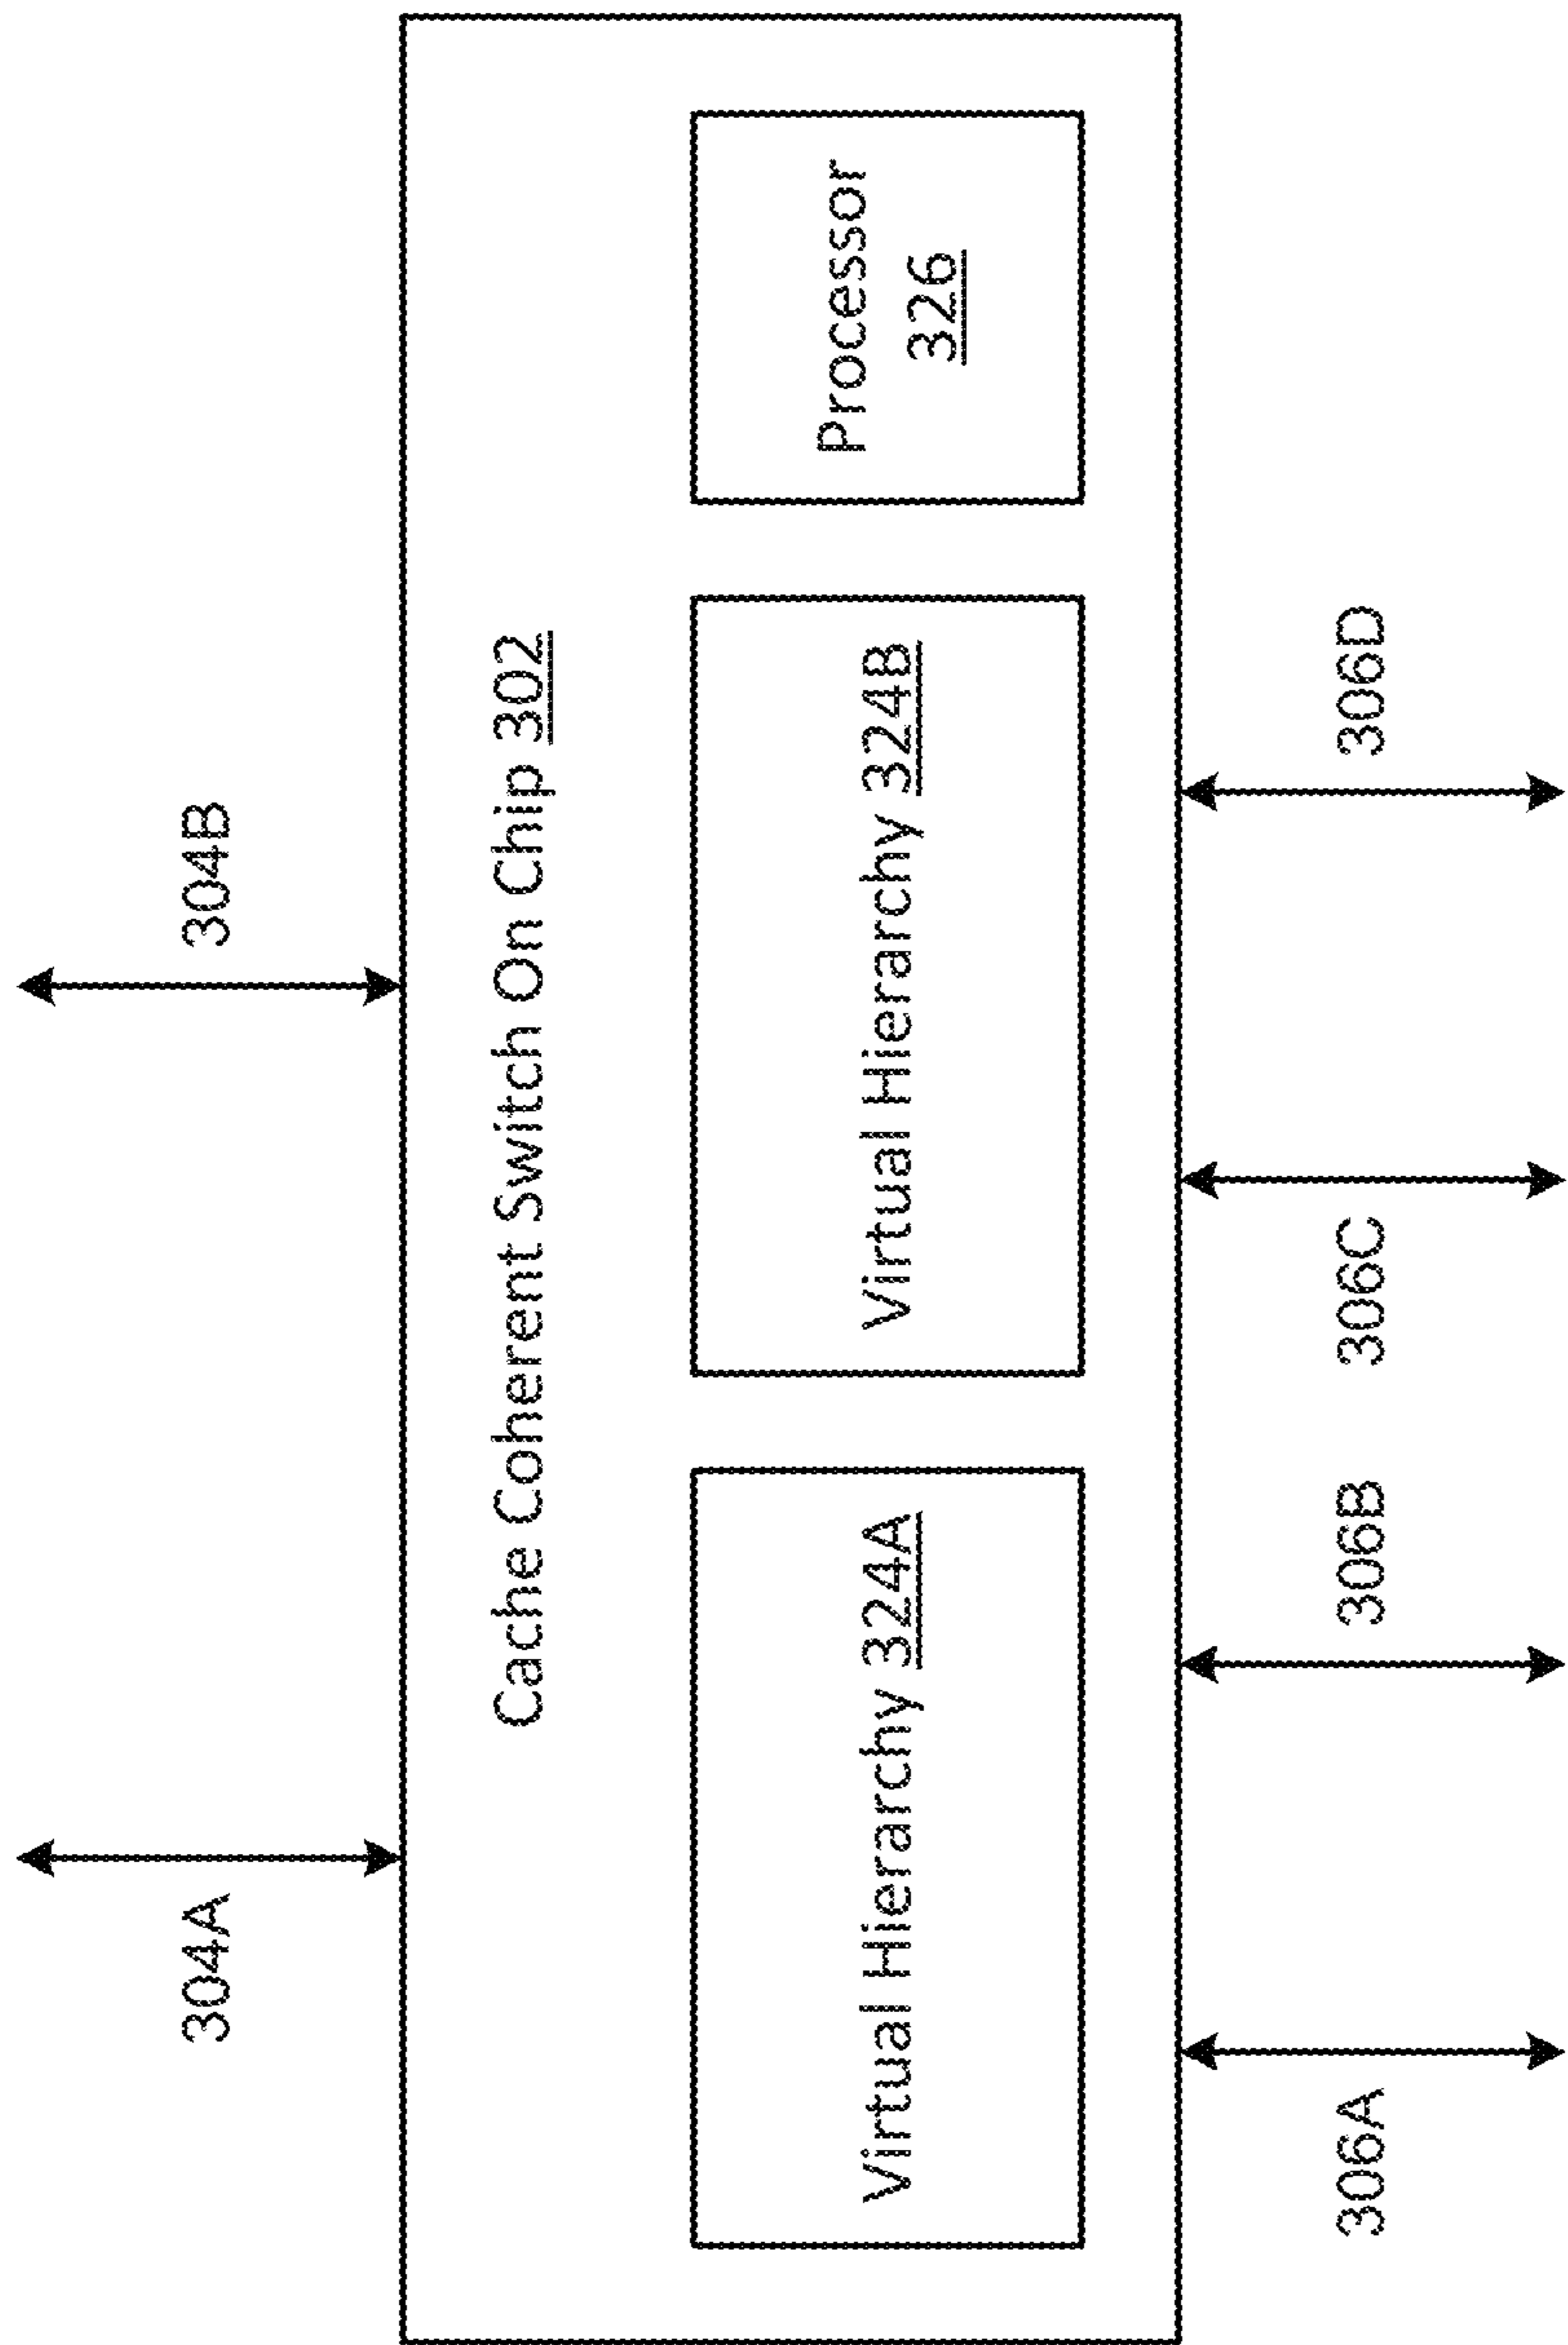 304A
304B
Cache Coherent Switch On Chip 302
Virtual Hierarchy 324A
Virtual Hierarchy 324B
Processor
326
306A
306B
306C
306D